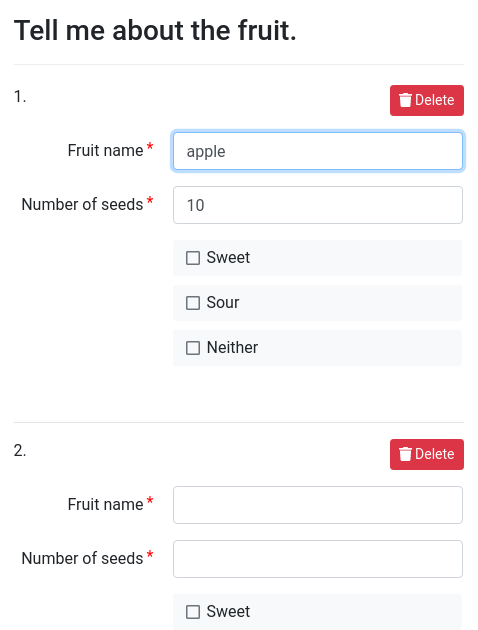 Tell me about the fruit.
1.
Delete
Fruit name *
apple
Number of seeds *
10
Sweet
Sour
Neither
2.
Delete
Fruit name *
Number of seeds *
Sweet